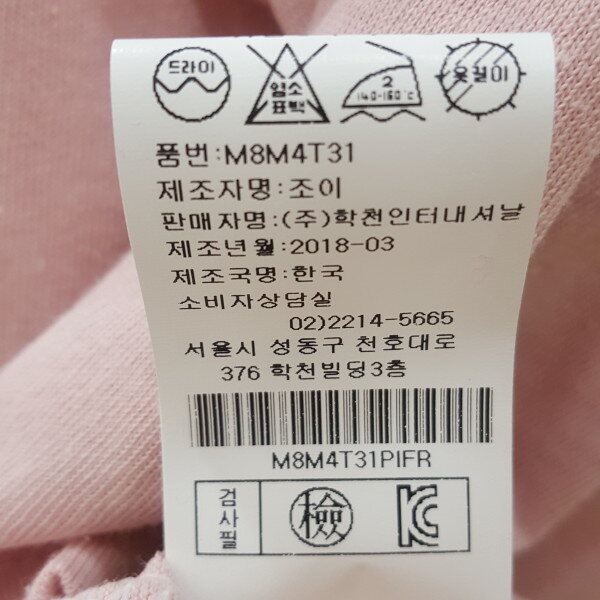 드라이 염소 2 옷걸이
표백 140-160℃
품번:M8M4T31
제조자명:조이
판매자명:(주)학천인터내셔날
제조년월:2018-03
제조국명:한국
소비자상담실
02)2214-5665
서울시 성동구 천호대로
376 학천빌딩3층
M8M4T31PIFR
검사필 檢 KC